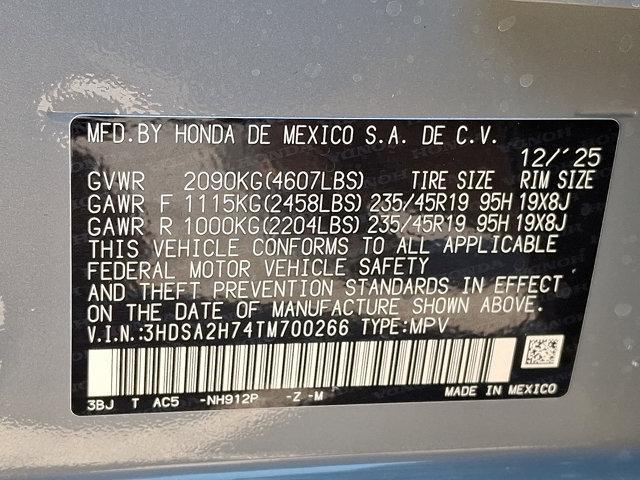 MFD.BY HONDA DE MEXICO S.A. DE C.V.
12/'25
GVWR 2090KG(4607LBS) TIRE SIZE RIM SIZE
GAWR F 1115KG(2458LBS) 235/45R19 95H 19X8J
GAWR R 1000KG(2204LBS) 235/45R19 95H 19X8J
THIS VEHICLE CONFORMS TO ALL APPLICABLE
FEDERAL MOTOR VEHICLE SAFETY
AND THEFT PREVENTION STANDARDS IN EFFECT
ON THE DATE OF MANUFACTURE SHOWN ABOVE.
V.I.N.:3HDSA2H74TM700266 TYPE:MPV
3BJ T AC5 -NH912P -Z -M MADE IN MEXICO